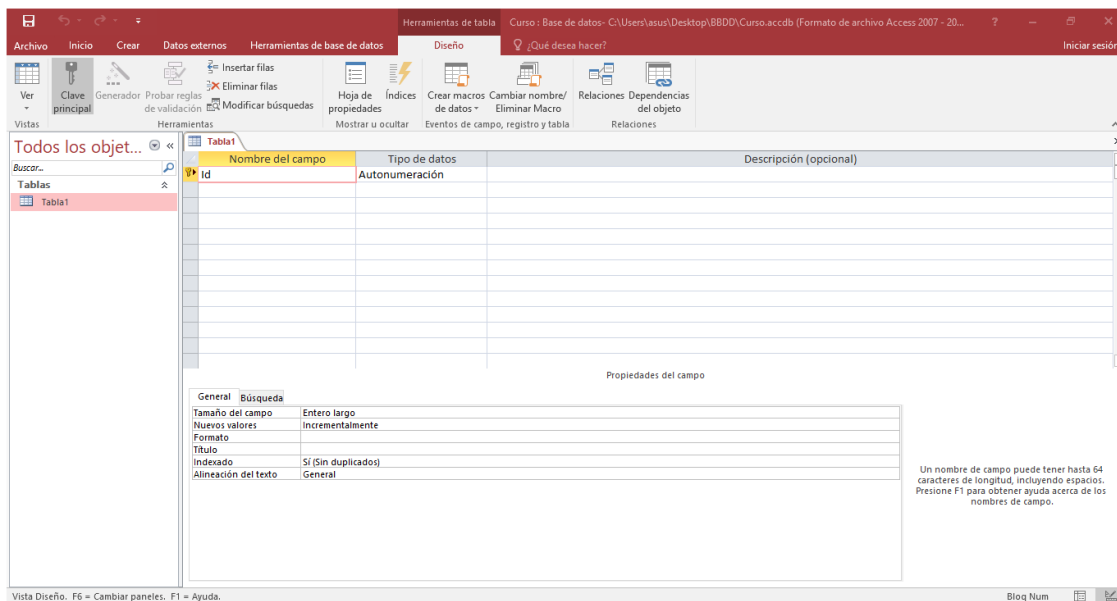 Herramientas de tabla Curso : Base de datos- C:\Users\asus\Desktop\BBDD\Curso.accdb (Formato de archivo Access 2007 - 20... ?
Archivo Inicio Crear Datos externos Herramientas de base de datos Diseño ¿Qué desea hacer? Iniciar sesión
Ver
Clave principal
Generador
Probar reglas de validación
Insertar filas
Eliminar filas
Modificar búsquedas
Hoja de propiedades
Índices
Crear macros de datos
Cambiar nombre/ Eliminar Macro
Relaciones
Dependencias del objeto
Vistas Herramientas Mostrar u ocultar Eventos de campo, registro y tabla Relaciones
Todos los objet... «
Buscar...
Tablas
Tabla1
Tabla1
Nombre del campo Tipo de datos Descripción (opcional)
Id Autonumeración
Propiedades del campo
General Búsqueda
Tamaño del campo Entero largo
Nuevos valores Incrementalmente
Formato
Título
Indexado Sí (Sin duplicados)
Alineación del texto General
Un nombre de campo puede tener hasta 64
caracteres de longitud, incluyendo espacios.
Presione F1 para obtener ayuda acerca de los
nombres de campo.
Vista Diseño. F6 = Cambiar paneles. F1 = Ayuda. Bloq Num